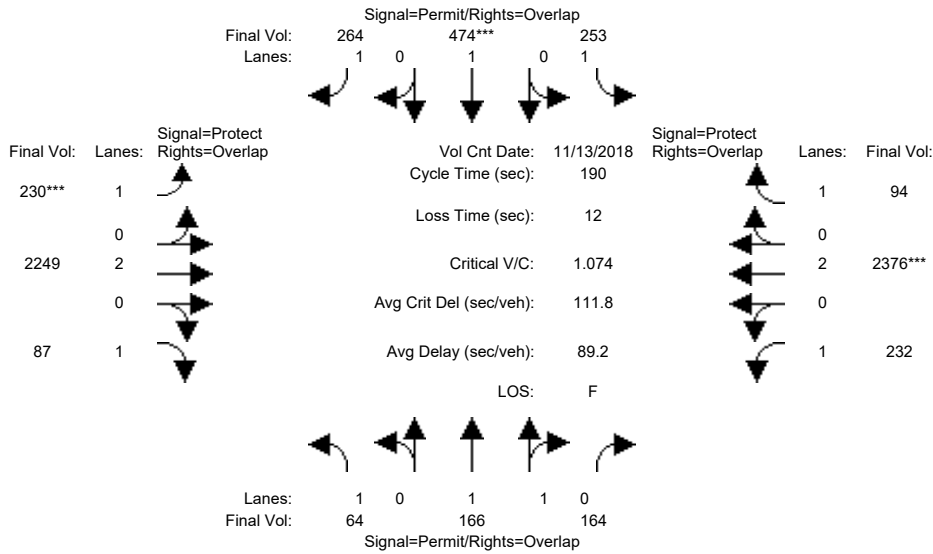 Signal=Permit/Rights=Overlap
Final Vol: 264 474*** 253
Lanes: 1 0 1 0 1
Signal=Protect Signal=Protect
Final Vol: Lanes: Rights=Overlap Vol Cnt Date: 11/13/2018 Rights=Overlap Lanes: Final Vol:
Cycle Time (sec): 190
230*** 1 1 94
Loss Time (sec): 12
0 0
2249 2 Critical V/C: 1.074 2 2376***
0 Avg Crit Del (sec/veh): 111.8 0
87 1 Avg Delay (sec/veh): 89.2 1 232
LOS: F
Lanes: 1 0 1 1 0
Final Vol: 64 166 164
Signal=Permit/Rights=Overlap